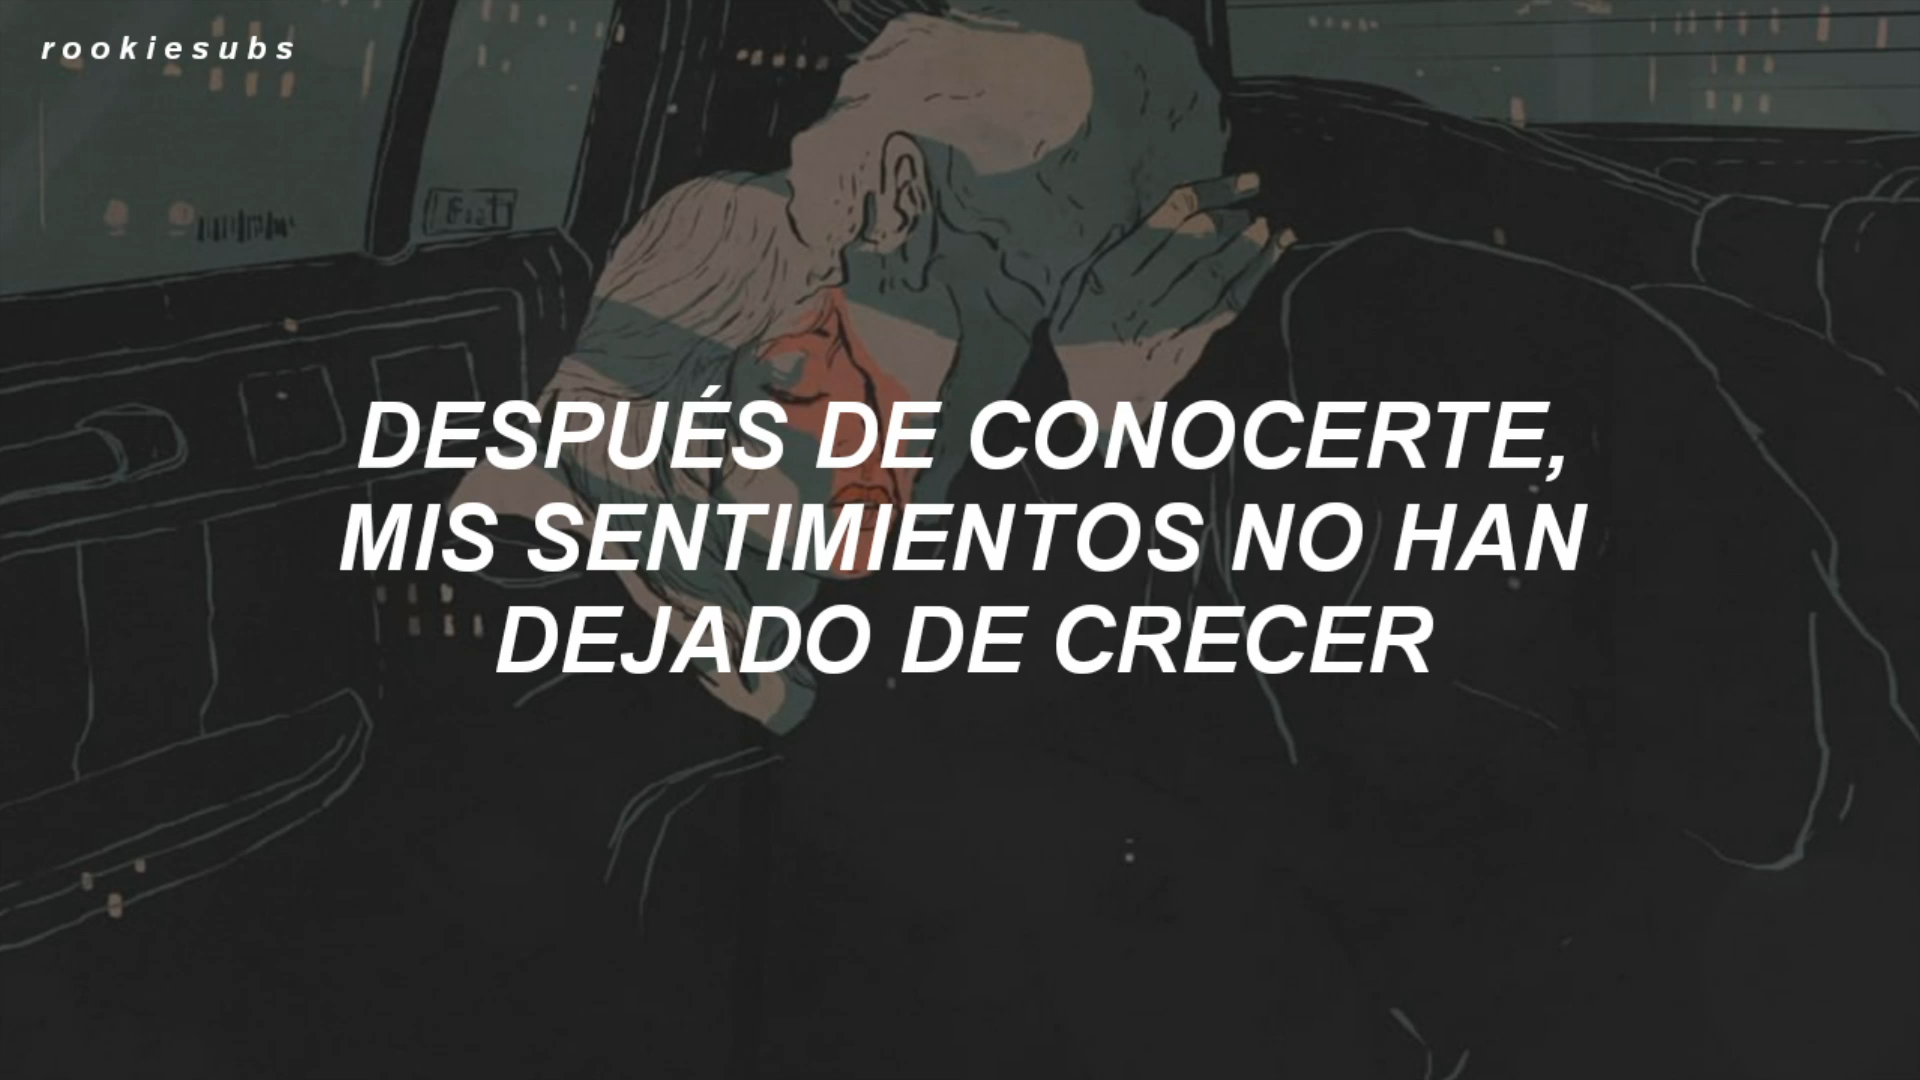 rookiesubs
DESPUÉS DE CONOCERTE,
MIS SENTIMIENTOS NO HAN
DEJADO DE CRECER